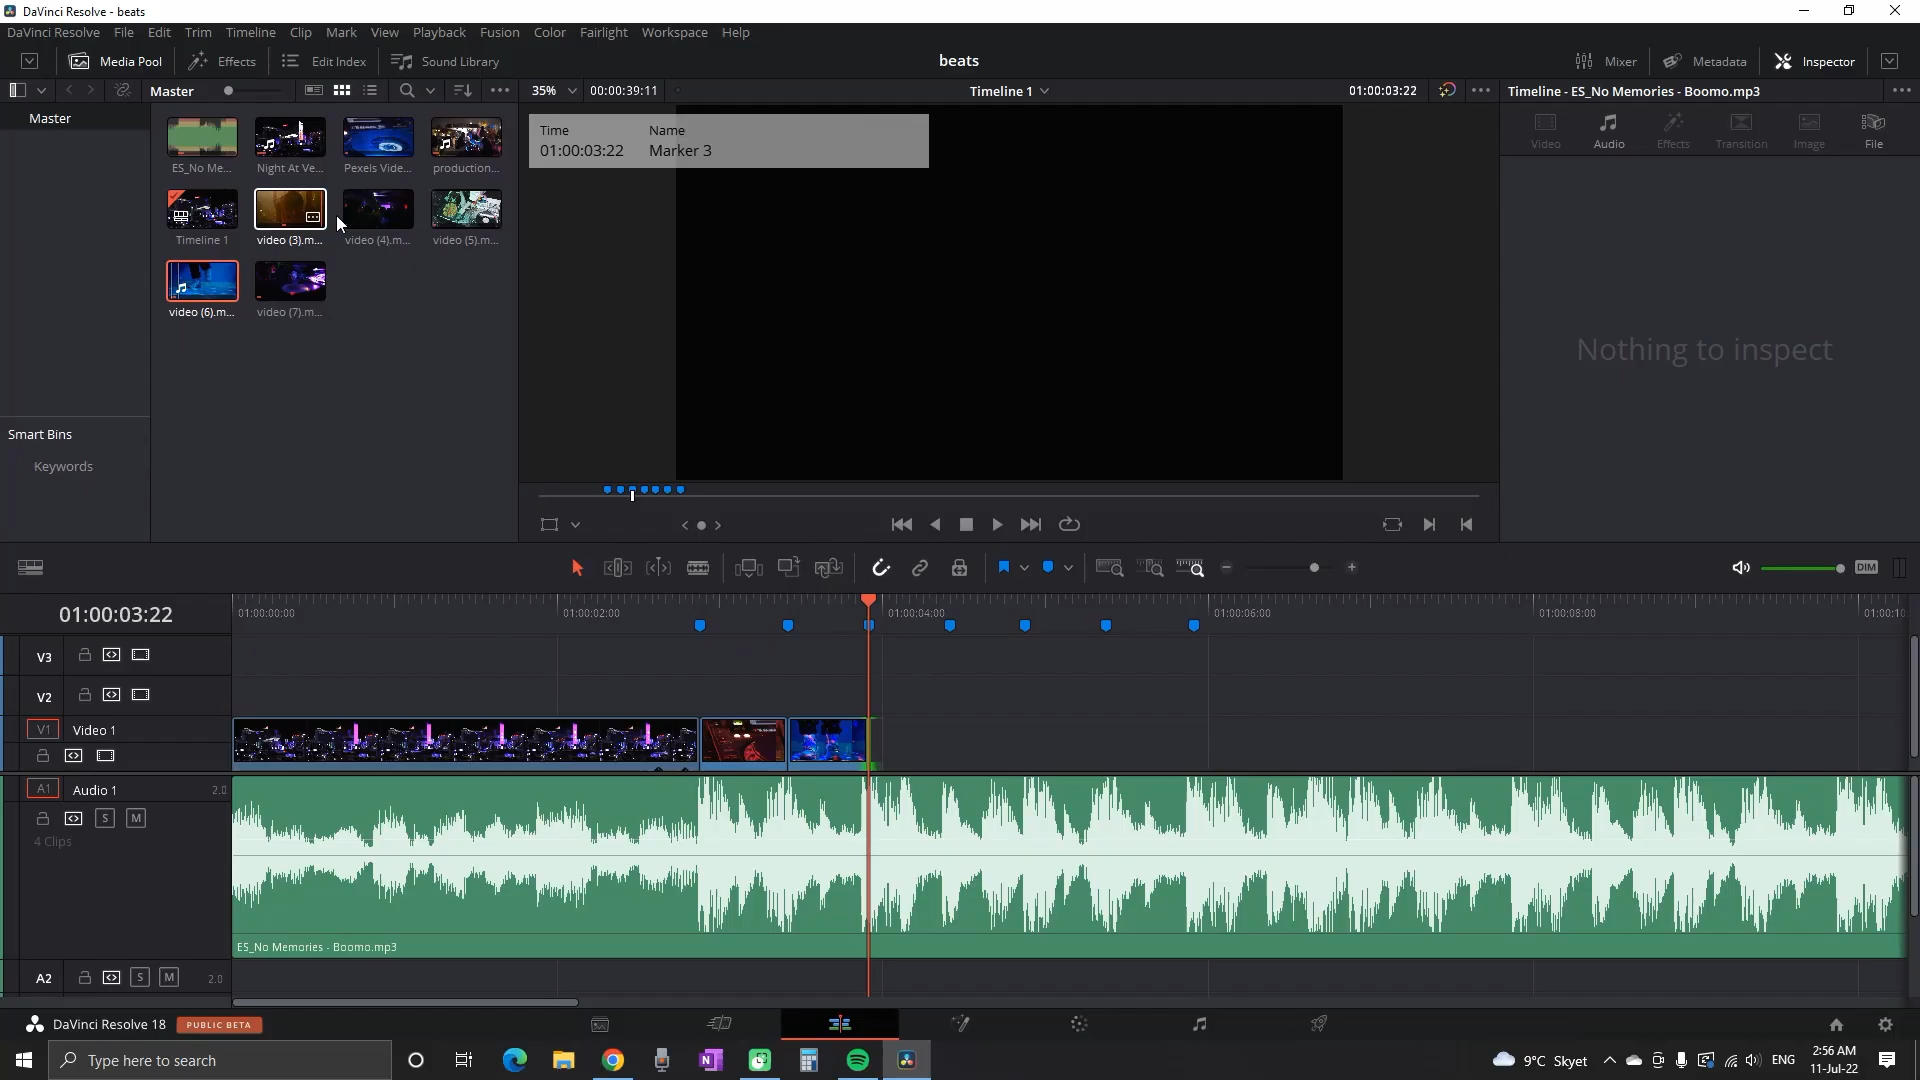 DaVinci Resolve - beats
DaVinci Resolve File Edit Trim Timeline Clip Mark View Playback Fusion Color Fairlight Workspace Help
Media Pool Effects Edit Index Sound Library beats Mixer Metadata Inspector
Master 35% 00:00:39:11 Timeline 1 01:00:03:22 Timeline - ES_No Memories - Boomo.mp3
Master
Time Name
01:00:03:22 Marker 3
Video Audio Effects Transition Image File
ES_No Me... Night At Ve... Pexels Vide... production...
Timeline 1 video (3).m... video (4).m... video (5).m...
video (6).m... video (7).m...
Nothing to inspect
Smart Bins
Keywords
DIM
01:00:03:22
01:00:00:00 01:00:02:00 01:00:04:00 01:00:06:00 01:00:08:00 01:00:10
V3
V2
V1 Video 1
A1 Audio 1 2.0
S M
4 Clips
ES_No Memories - Boomo.mp3
A2 S M 2.0
DaVinci Resolve 18 PUBLIC BETA
Type here to search
9°C Skyet ENG
2:56 AM
11-Jul-22